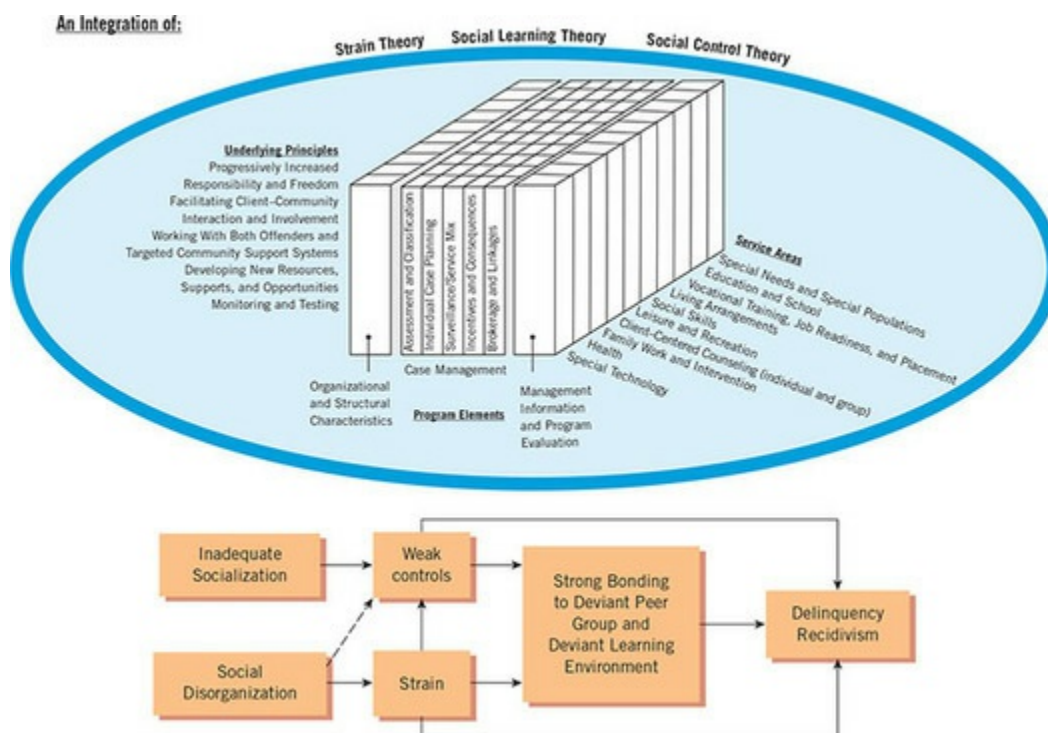 An Integration of:
Strain Theory
Social Learning Theory
Social Control Theory
Underlying Principles
Progressively Increased
Responsibility and Freedom
Facilitating Client–Community
Interaction and Involvement
Working With Both Offenders and
Targeted Community Support Systems
Developing New Resources,
Supports, and Opportunities
Monitoring and Testing
Assessment and Classification
Individual Case Planning
Surveillance/Service Mix
Incentives and Consequences
Brokerage and Linkages
Case Management
Organizational
and Structural
Characteristics
Program Elements
Management
Information
and Program
Evaluation
Service Areas
Special Needs and Special Populations
Education and School
Vocational Training, Job Readiness, and Placement
Living Arrangements
Social Skills
Leisure and Recreation
Client-Centered Counseling (individual and group)
Family Work and Intervention
Health
Special Technology
Inadequate
Socialization
Weak
controls
Strong Bonding
to Deviant Peer
Group and
Deviant Learning
Environment
Delinquency
Recidivism
Social
Disorganization
Strain